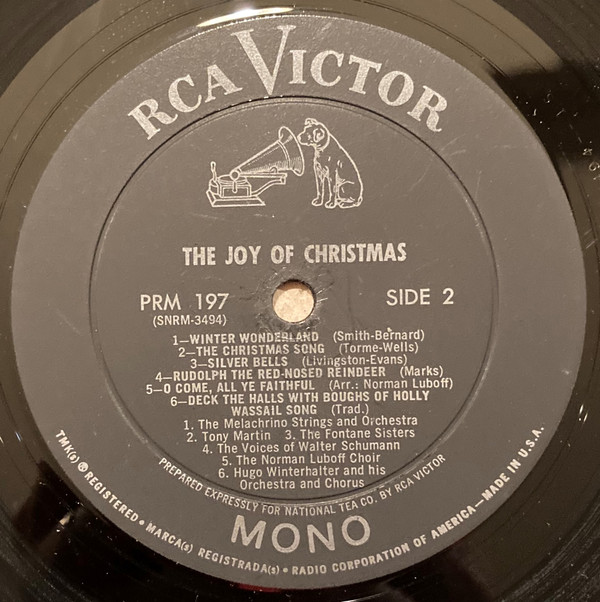 RCA VICTOR
THE JOY OF CHRISTMAS
PRM 197
(SNRM-3494)
SIDE 2
1—WINTER WONDERLAND (Smith-Bernard)
2—THE CHRISTMAS SONG (Torme-Wells)
3—SILVER BELLS (Livingston-Evans)
4—RUDOLPH THE RED-NOSED REINDEER (Marks)
5—O COME, ALL YE FAITHFUL (Arr.: Norman Luboff)
6—DECK THE HALLS WITH BOUGHS OF HOLLY
WASSAIL SONG (Trad.)
1. The Melachrino Strings and Orchestra
2. Tony Martin 3. The Fontane Sisters
4. The Voices of Walter Schumann
5. The Norman Luboff Choir
6. Hugo Winterhalter and his
Orchestra and Chorus
PREPARED EXPRESSLY FOR NATIONAL TEA CO. BY RCA VICTOR
MONO
TMK(s) ® REGISTERED • MARCA(s) REGISTRADA(s) • RADIO CORPORATION OF AMERICA—MADE IN U.S.A.